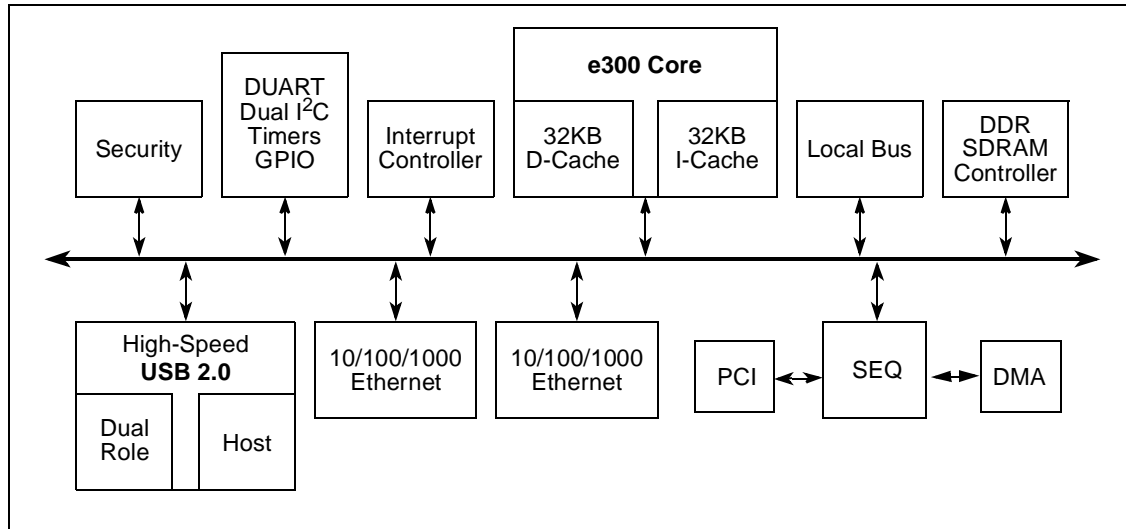 Security
DUART
Dual I²C
Timers
GPIO
Interrupt
Controller
e300 Core
32KB
D-Cache
32KB
I-Cache
Local Bus
DDR
SDRAM
Controller
High-Speed
USB 2.0
Dual
Role
Host
10/100/1000
Ethernet
10/100/1000
Ethernet
PCI
SEQ
DMA